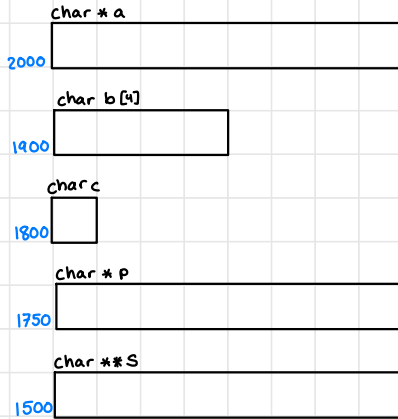 char * a
2000
char b[4]
1900
char c
1800
char * p
1750
char ** S
1500